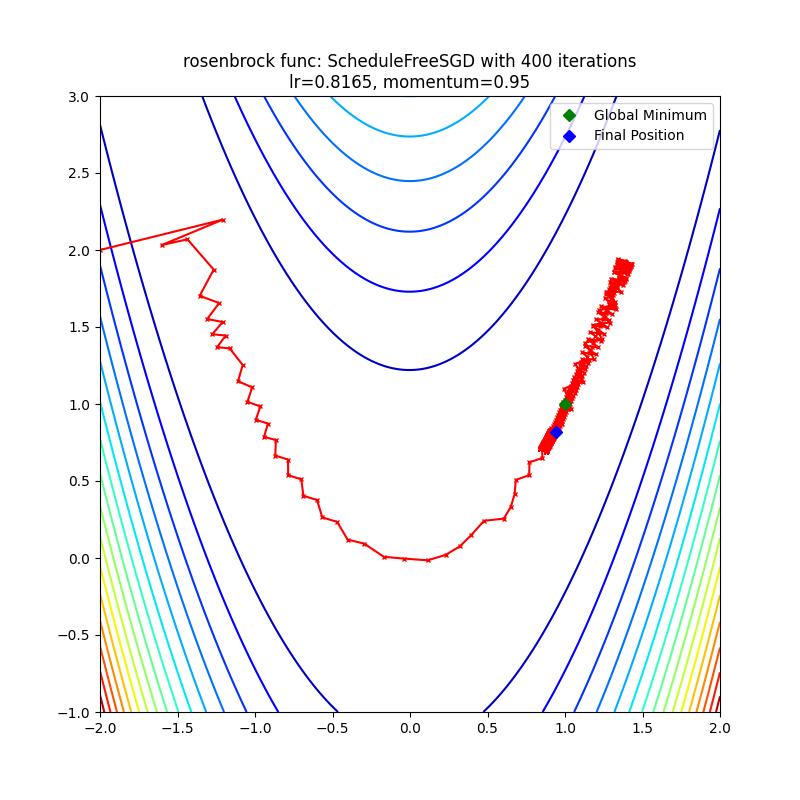 rosenbrock func: ScheduleFreeSGD with 400 iterations
lr=0.8165, momentum=0.95
Global Minimum
Final Position
3.0
2.5
2.0
1.5
1.0
0.5
0.0
−0.5
−1.0
−2.0 −1.5 −1.0 −0.5 0.0 0.5 1.0 1.5 2.0